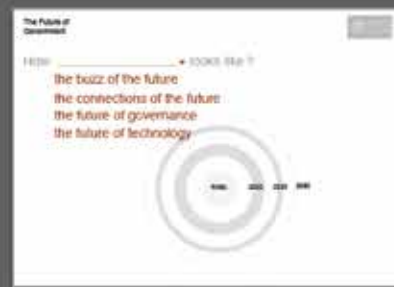 The Future of
Government
How • looks like ?
the buzz of the future
the connections of the future
the future of governance
the future of technology